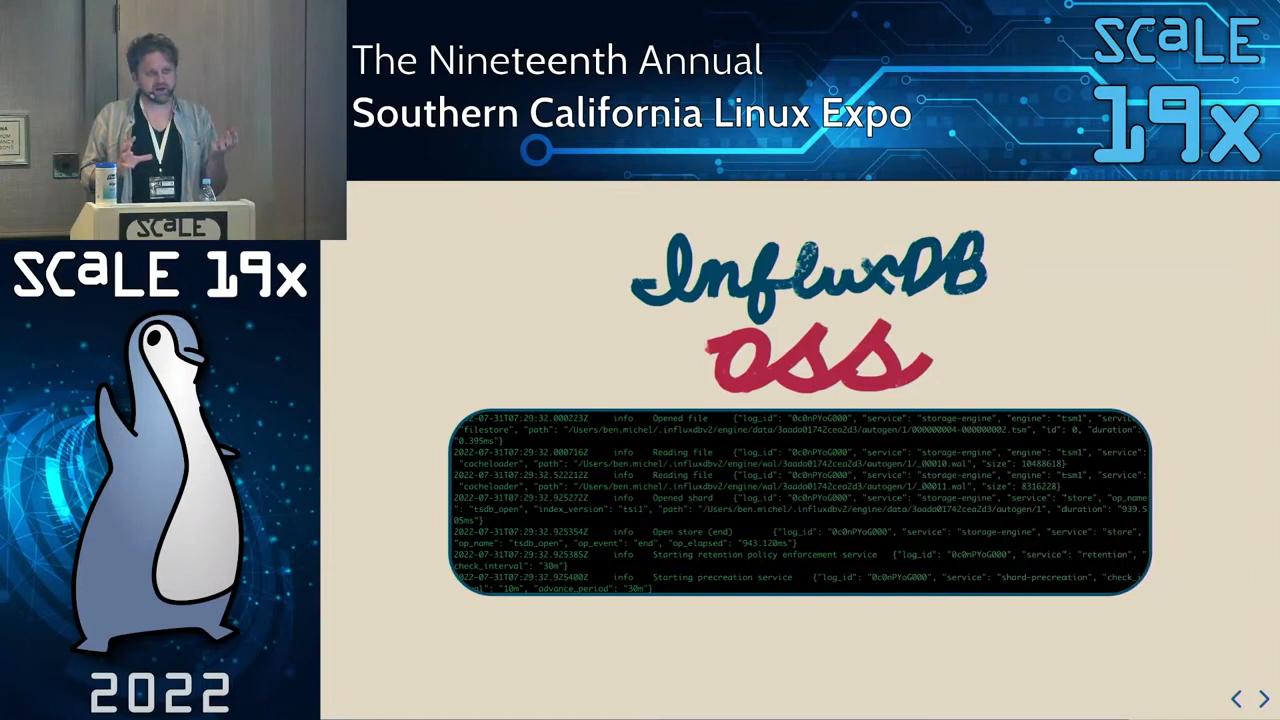 The Nineteenth Annual
Southern California Linux Expo
SCaLE
19x
SCaLE
SCaLE 19x
2022
InfluxDB
OSS
2022-07-31T07:29:32.000223Z info Opened file {"log_id": "0c0nPYoG000", "service": "storage-engine", "engine": "tsm1", "service":
"filestore", "path": "/Users/ben.michel/.influxdbv2/engine/data/3aada01742cea2d3/autogen/1/000000004-000000002.tsm", "id": 0, "duration":
"0.395ms"}
2022-07-31T07:29:32.000716Z info Reading file {"log_id": "0c0nPYoG000", "service": "storage-engine", "engine": "tsm1", "service":
"cacheloader", "path": "/Users/ben.michel/.influxdbv2/engine/wal/3aada01742cea2d3/autogen/1/_00010.wal", "size": 10488618}
2022-07-31T07:29:32.522212Z info Reading file {"log_id": "0c0nPYoG000", "service": "storage-engine", "engine": "tsm1", "service":
"cacheloader", "path": "/Users/ben.michel/.influxdbv2/engine/wal/3aada01742cea2d3/autogen/1/_00011.wal", "size": 8316228}
2022-07-31T07:29:32.925272Z info Opened shard {"log_id": "0c0nPYoG000", "service": "storage-engine", "service": "store", "op_name
": "tsdb_open", "index_version": "tsi1", "path": "/Users/ben.michel/.influxdbv2/engine/data/3aada01742cea2d3/autogen/1", "duration": "939.5
05ms"}
2022-07-31T07:29:32.925354Z info Open store (end) {"log_id": "0c0nPYoG000", "service": "storage-engine", "service": "store",
"op_name": "tsdb_open", "op_event": "end", "op_elapsed": "943.120ms"}
2022-07-31T07:29:32.925385Z info Starting retention policy enforcement service {"log_id": "0c0nPYoG000", "service": "retention", "
check_interval": "30m"}
2022-07-31T07:29:32.925400Z info Starting precreation service {"log_id": "0c0nPYoG000", "service": "shard-precreation", "check_
"10m", "advance_period": "30m"}